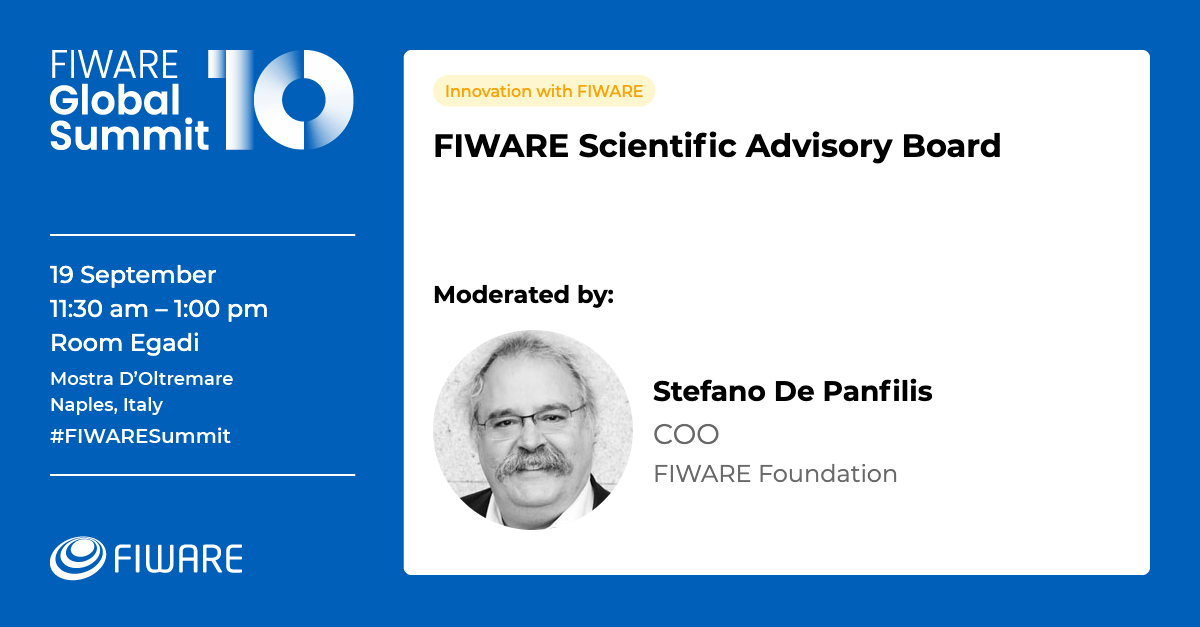 FIWARE
Global
Summit
10
19 September
11:30 am – 1:00 pm
Room Egadi
Mostra D’Oltremare
Naples, Italy
#FIWARESummit
FIWARE
Innovation with FIWARE
FIWARE Scientific Advisory Board
Moderated by:
Stefano De Panfilis
COO
FIWARE Foundation